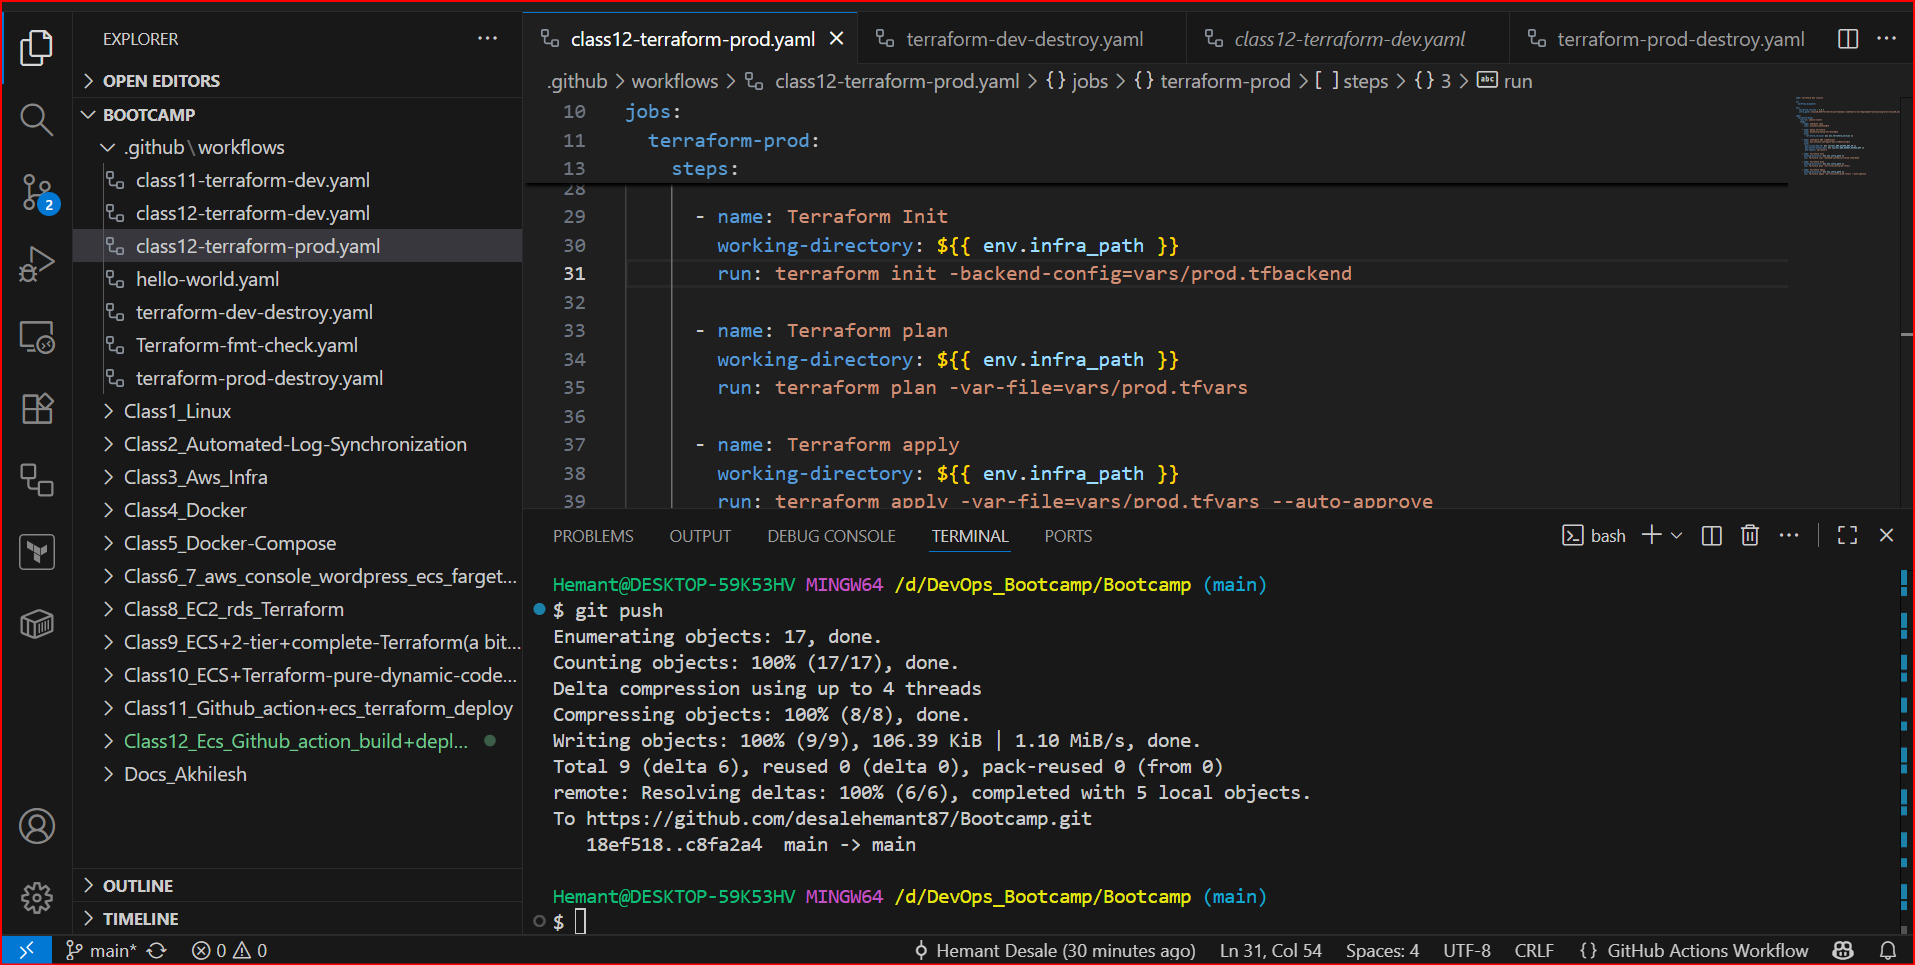 EXPLORER
OPEN EDITORS
BOOTCAMP
.github\workflows
class11-terraform-dev.yaml
class12-terraform-dev.yaml
class12-terraform-prod.yaml
hello-world.yaml
terraform-dev-destroy.yaml
Terraform-fmt-check.yaml
terraform-prod-destroy.yaml
Class1_Linux
Class2_Automated-Log-Synchronization
Class3_Aws_Infra
Class4_Docker
Class5_Docker-Compose
Class6_7_aws_console_wordpress_ecs_farget...
Class8_EC2_rds_Terraform
Class9_ECS+2-tier+complete-Terraform(a bit...
Class10_ECS+Terraform-pure-dynamic-code...
Class11_Github_action+ecs_terraform_deploy
Class12_Ecs_Github_action_build+depl...
Docs_Akhilesh
OUTLINE
TIMELINE
2
class12-terraform-prod.yaml
terraform-dev-destroy.yaml
class12-terraform-dev.yaml
terraform-prod-destroy.yaml
.github > workflows > class12-terraform-prod.yaml > {} jobs > {} terraform-prod > [ ] steps > {} 3 > abc run
10 jobs:
11 terraform-prod:
13 steps:
28
29 - name: Terraform Init
30 working-directory: ${{ env.infra_path }}
31 run: terraform init -backend-config=vars/prod.tfbackend
32
33 - name: Terraform plan
34 working-directory: ${{ env.infra_path }}
35 run: terraform plan -var-file=vars/prod.tfvars
36
37 - name: Terraform apply
38 working-directory: ${{ env.infra_path }}
39 run: terraform apply -var-file=vars/prod.tfvars --auto-approve
PROBLEMS OUTPUT DEBUG CONSOLE TERMINAL PORTS
bash
Hemant@DESKTOP-59K53HV MINGW64 /d/DevOps_Bootcamp/Bootcamp (main)
$ git push
Enumerating objects: 17, done.
Counting objects: 100% (17/17), done.
Delta compression using up to 4 threads
Compressing objects: 100% (8/8), done.
Writing objects: 100% (9/9), 106.39 KiB | 1.10 MiB/s, done.
Total 9 (delta 6), reused 0 (delta 0), pack-reused 0 (from 0)
remote: Resolving deltas: 100% (6/6), completed with 5 local objects.
To https://github.com/desalehemant87/Bootcamp.git
18ef518..c8fa2a4 main -> main
Hemant@DESKTOP-59K53HV MINGW64 /d/DevOps_Bootcamp/Bootcamp (main)
$
main* 0 0 Hemant Desale (30 minutes ago) Ln 31, Col 54 Spaces: 4 UTF-8 CRLF {} GitHub Actions Workflow